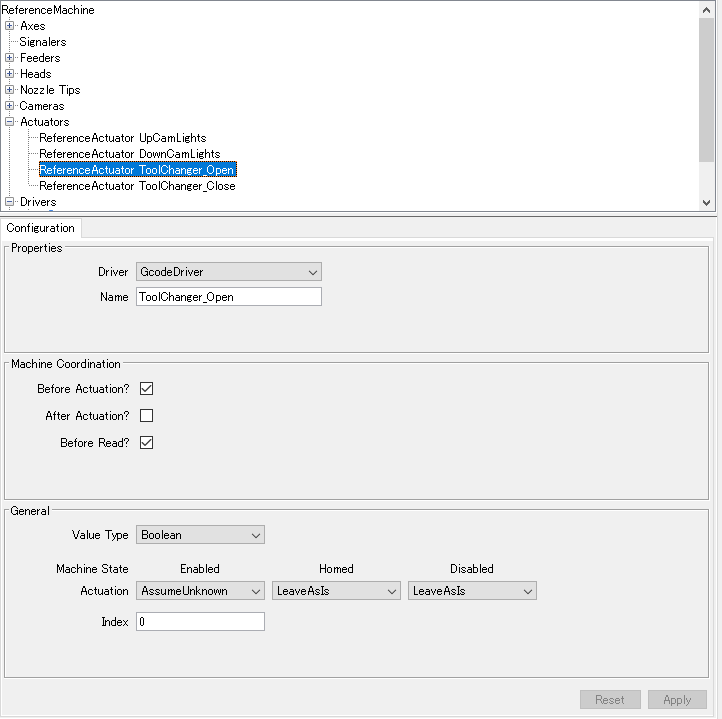 ReferenceMachine
Axes
Signalers
Feeders
Heads
Nozzle Tips
Cameras
Actuators
ReferenceActuator UpCamLights
ReferenceActuator DownCamLights
ReferenceActuator ToolChanger_Open
ReferenceActuator ToolChanger_Close
Drivers
Configuration
Properties
Driver GcodeDriver
Name ToolChanger_Open
Machine Coordination
Before Actuation?
After Actuation?
Before Read?
General
Value Type Boolean
Machine State Enabled Homed Disabled
Actuation AssumeUnknown LeaveAsIs LeaveAsIs
Index 0
Reset Apply